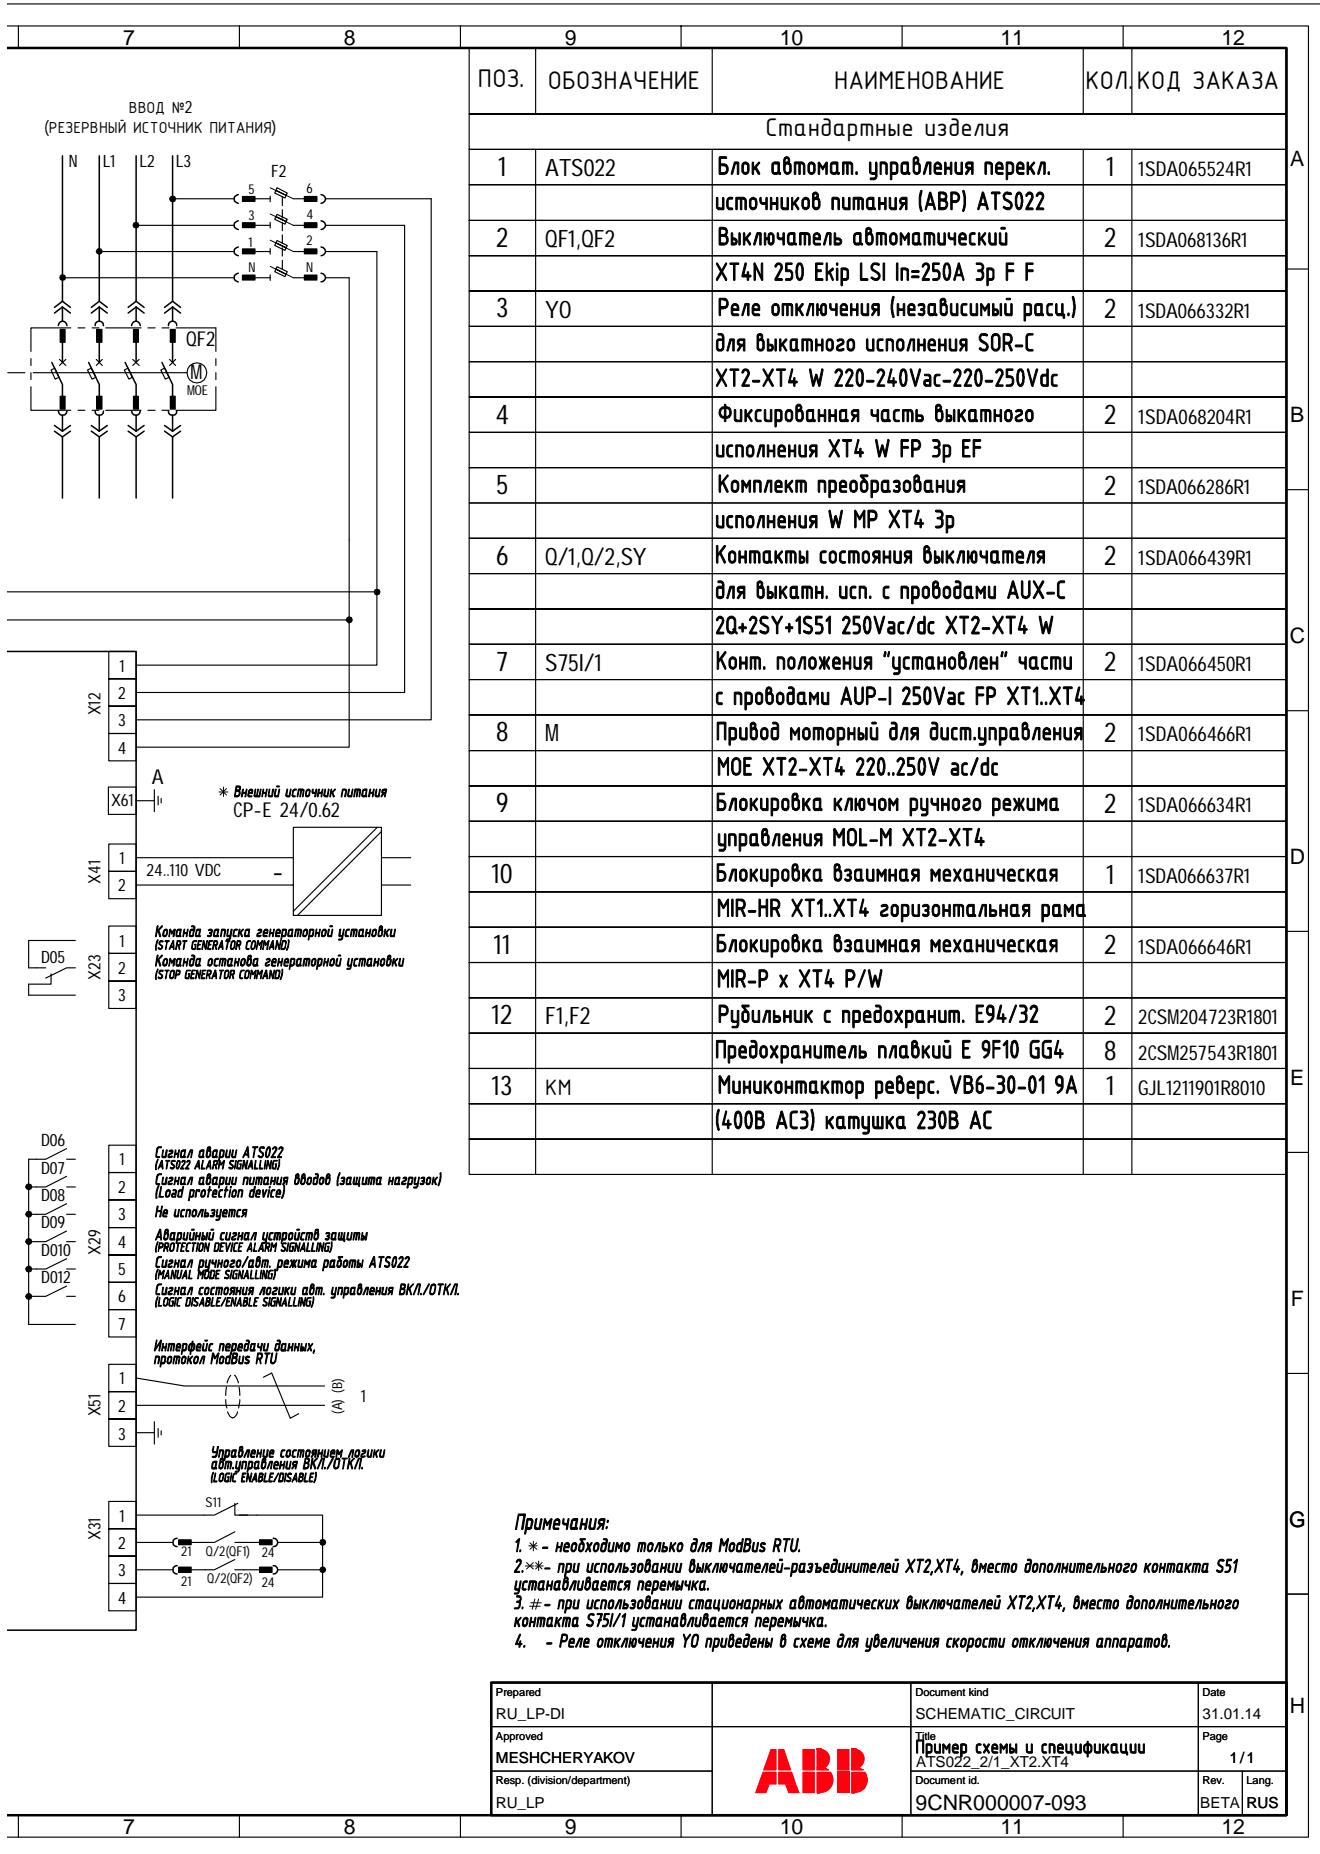 7 8 9 10 11 12
ПОЗ. ОБОЗНАЧЕНИЕ НАИМЕНОВАНИЕ КОЛ. КОД ЗАКАЗА
Стандартные изделия
1 ATS022 Блок автомат. управления перекл. 1 1SDA065524R1
источников питания (АВР) ATS022
2 QF1,QF2 Выключатель автоматический 2 1SDA068136R1
XT4N 250 Ekip LSI In=250A 3p F F
3 YO Реле отключения (независимый расц.) 2 1SDA066332R1
для выкатного исполнения SOR-C
XT2-XT4 W 220-240Vac-220-250Vdc
4 Фиксированная часть выкатного 2 1SDA068204R1
исполнения XT4 W FP 3p EF
5 Комплект преобразования 2 1SDA066286R1
исполнения W MP XT4 3p
6 Q/1,Q/2,SY Контакты состояния выключателя 2 1SDA066439R1
для выкатн. исп. с проводами AUX-C
2Q+2SY+1S51 250Vac/dc XT2-XT4 W
7 S75I/1 Конт. положения "установлен" части 2 1SDA066450R1
с проводами AUP-I 250Vac FP XT1..XT4
8 M Привод моторный для дист.управления 2 1SDA066466R1
MOE XT2-XT4 220..250V ac/dc
9 Блокировка ключом ручного режима 2 1SDA066634R1
управления MOL-M XT2-XT4
10 Блокировка взаимная механическая 1 1SDA066637R1
MIR-HR XT1..XT4 горизонтальная рама
11 Блокировка взаимная механическая 2 1SDA066646R1
MIR-P x XT4 P/W
12 F1,F2 Рубильник с предохранит. E94/32 2 2CSM204723R1801
Предохранитель плавкий E 9F10 GG4 8 2CSM257543R1801
13 KM Миниконтактор реверс. VB6-30-01 9A 1 GJL1211901R8010
(400В АС3) катушка 230В АС
A
B
C
D
E
F
G
H
ВВОД №2
(РЕЗЕРВНЫЙ ИСТОЧНИК ПИТАНИЯ)
N L1 L2 L3
F2
5 6
3 4
1 2
N N
QF2
M
MOE
X12
1
2
3
4
X61
A
* Внешний источник питания
CP-E 24/0.62
X41
1
2
24..110 VDC
–
X23
1
2
3
D05
Команда запуска генераторной установки
(START GENERATOR COMMAND)
Команда останова генераторной установки
(STOP GENERATOR COMMAND)
D06
D07
D08
D09
D010
D012
X29
1
2
3
4
5
6
7
Сигнал аварии ATS022
(ATS022 ALARM SIGNALLING)
Сигнал аварии питания вводов (защита нагрузок)
(Load protection device)
Не используется
Аварийный сигнал устройств защиты
(PROTECTION DEVICE ALARM SIGNALLING)
Сигнал ручного/авт. режима работы ATS022
(MANUAL MODE SIGNALLING)
Сигнал состояния логики авт. управления ВКЛ./ОТКЛ.
(LOGIC DISABLE/ENABLE SIGNALLING)
Интерфейс передачи данных,
протокол ModBus RTU
X51
1
2
3
(B)
(A)
1
Управление состоянием логики
авт.управления ВКЛ./ОТКЛ.
(LOGIC ENABLE/DISABLE)
X31
1
2
3
4
S11
21 Q/2(QF1) 24
21 Q/2(QF2) 24
Примечания:
1. * - необходимо только для ModBus RTU.
2.**- при использовании выключателей-разъединителей XT2,XT4, вместо дополнительного контакта S51
устанавливается перемычка.
3. #- при использовании стационарных автоматических выключателей XT2,XT4, вместо дополнительного
контакта S75I/1 устанавливается перемычка.
4. - Реле отключения YO приведены в схеме для увеличения скорости отключения аппаратов.
Prepared
RU_LP-DI
Approved
MESHCHERYAKOV
Resp. (division/department)
RU_LP
ABB
Document kind
SCHEMATIC_CIRCUIT
Title
Пример схемы и спецификации
ATS022_2/1_XT2.XT4
Document id.
9CNR000007-093
Date
31.01.14
Page
1/1
Rev. Lang.
BETA RUS
7 8 9 10 11 12